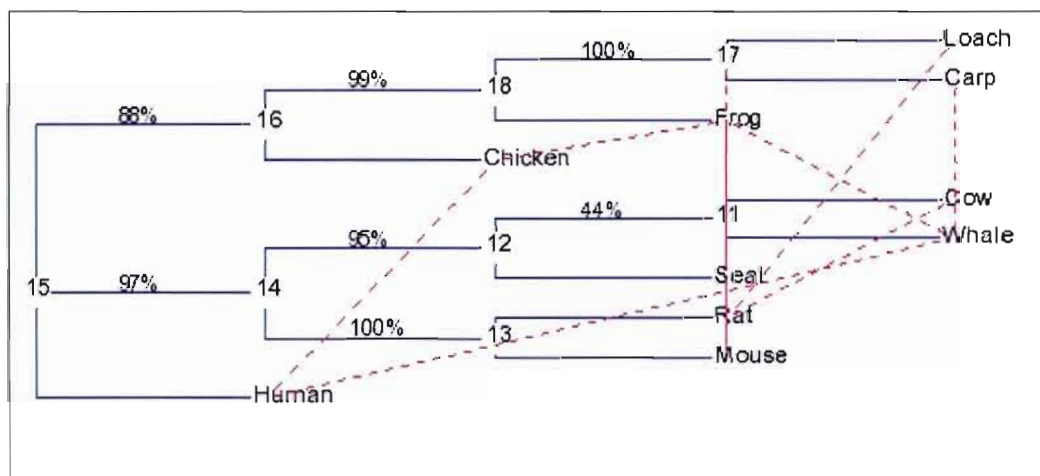 Loach
100%
17
99%
18
Carp
88%
16
Frog
Chicken
44%
11
Cow
95%
12
Whale
15
97%
14
SeaL
Rat
100%
13
Mouse
Human